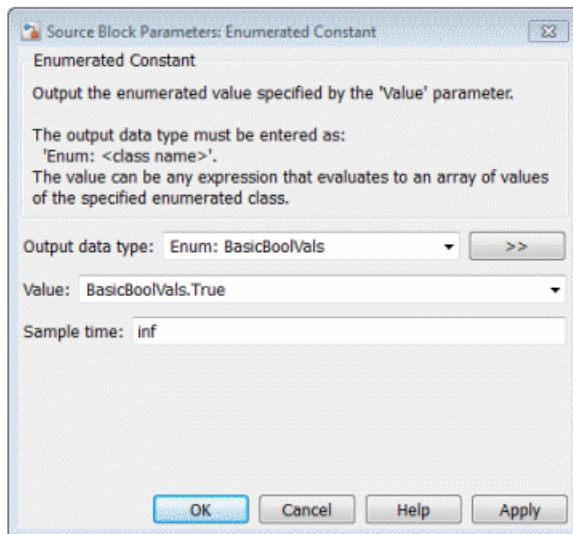 Source Block Parameters: Enumerated Constant
Enumerated Constant
Output the enumerated value specified by the 'Value' parameter.
The output data type must be entered as:
'Enum: <class name>'.
The value can be any expression that evaluates to an array of values
of the specified enumerated class.
Output data type: Enum: BasicBoolVals >>
Value: BasicBoolVals.True
Sample time: inf
OK Cancel Help Apply